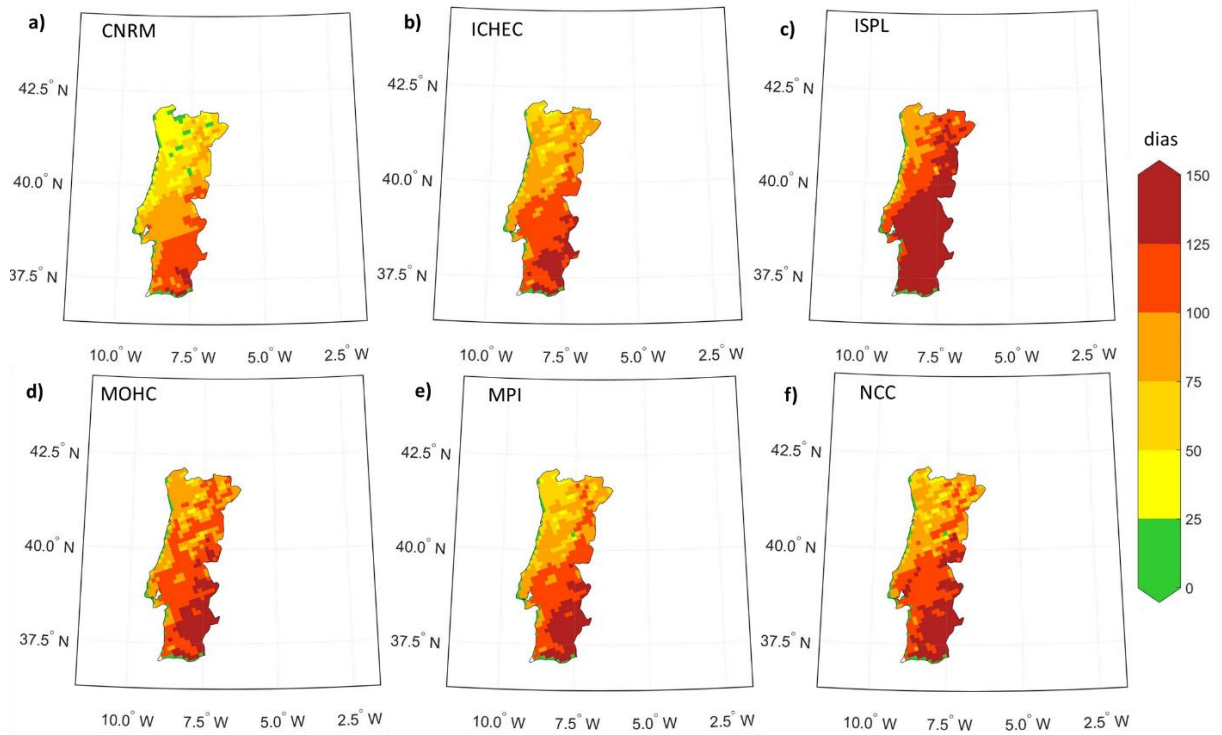 a) CNRM
b) ICHEC
c) ISPL
42.5° N
40.0° N
37.5° N
10.0° W 7.5° W 5.0° W 2.5° W
42.5° N
40.0° N
37.5° N
10.0° W 7.5° W 5.0° W 2.5° W
42.5° N
40.0° N
37.5° N
10.0° W 7.5° W 5.0° W 2.5° W
d) MOHC
e) MPI
f) NCC
42.5° N
40.0° N
37.5° N
10.0° W 7.5° W 5.0° W 2.5° W
42.5° N
40.0° N
37.5° N
10.0° W 7.5° W 5.0° W 2.5° W
42.5° N
40.0° N
37.5° N
10.0° W 7.5° W 5.0° W 2.5° W
dias
150
125
100
75
50
25
0